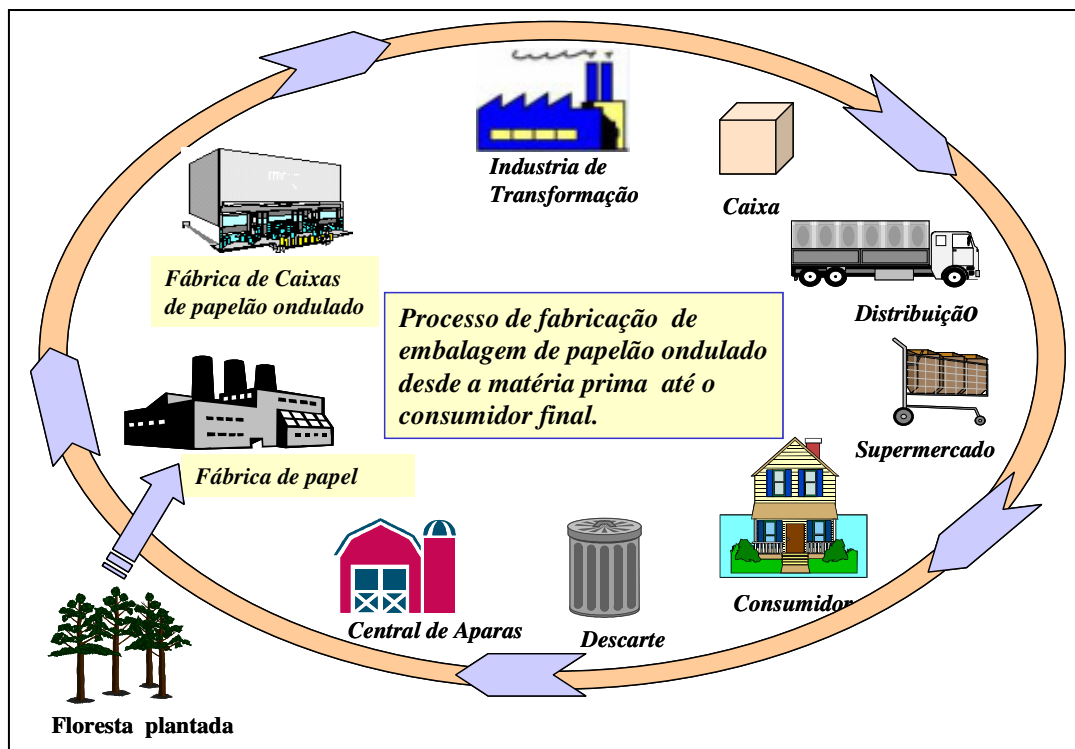 Industria de
Transformação
Caixa
Distribuição
Supermercado
Consumidor
Descarte
Central de Aparas
Floresta plantada
Fábrica de papel
Fábrica de Caixas
de papelão ondulado
Processo de fabricação de
embalagem de papelão ondulado
desde a matéria prima até o
consumidor final.